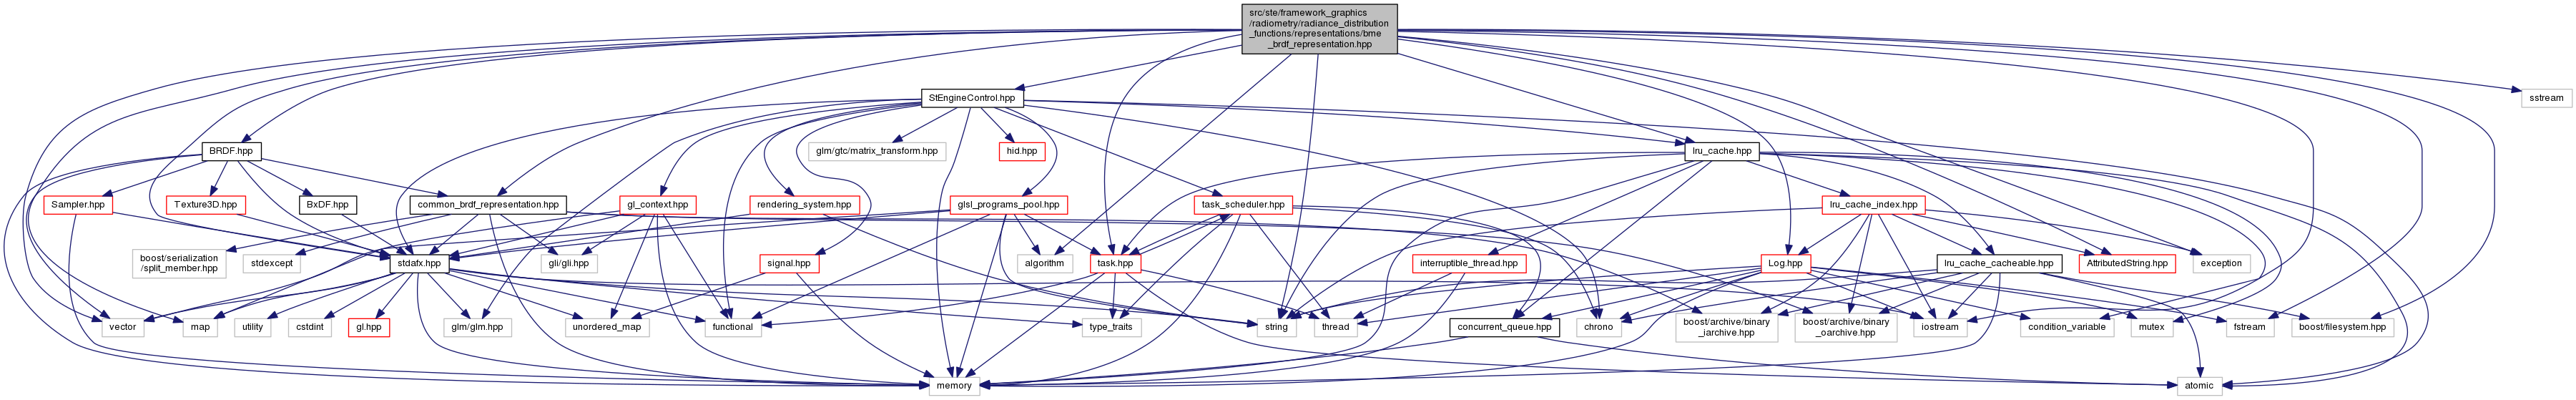 src/ste/framework_graphics
/radiometry/radiance_distribution
_functions/representations/bme
_brdf_representation.hpp
sstream
StEngineControl.hpp
BRDF.hpp
glm/gtc/matrix_transform.hpp
hid.hpp
lru_cache.hpp
Sampler.hpp
Texture3D.hpp
BxDF.hpp
common_brdf_representation.hpp
gl_context.hpp
rendering_system.hpp
glsl_programs_pool.hpp
task_scheduler.hpp
lru_cache_index.hpp
boost/serialization
/split_member.hpp
stdexcept
stdafx.hpp
gli/gli.hpp
signal.hpp
algorithm
task.hpp
interruptible_thread.hpp
Log.hpp
lru_cache_cacheable.hpp
AttributedString.hpp
exception
vector
map
utility
cstdint
gl.hpp
glm/glm.hpp
unordered_map
functional
type_traits
string
thread
concurrent_queue.hpp
chrono
boost/archive/binary
_iarchive.hpp
boost/archive/binary
_oarchive.hpp
iostream
condition_variable
mutex
fstream
boost/filesystem.hpp
memory
atomic